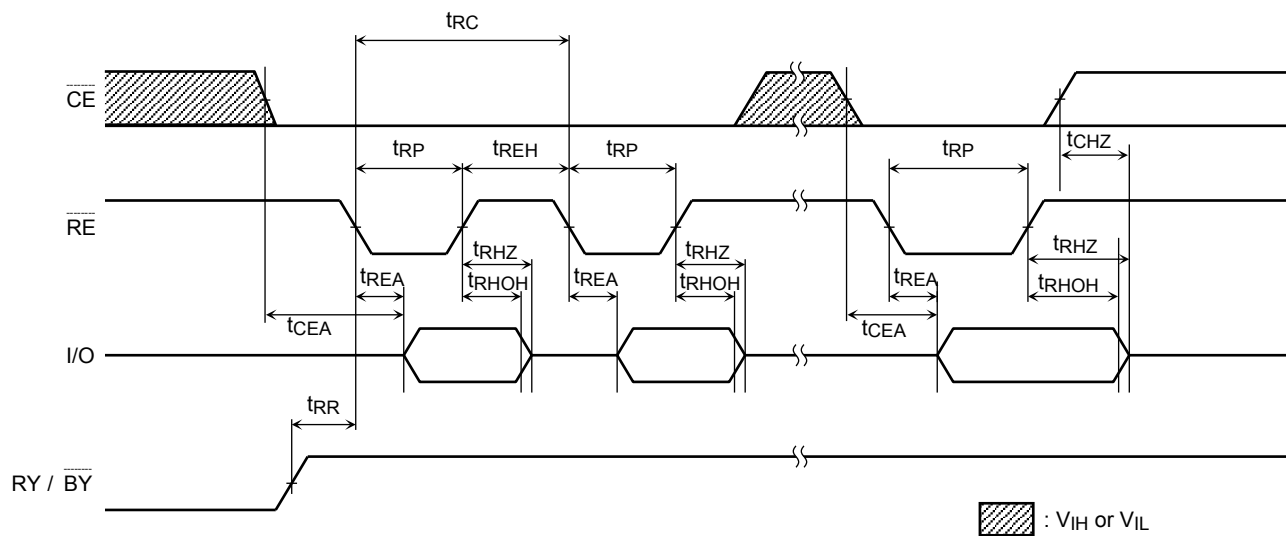 tRC
CE
tCHZ
tRP tREH tRP tRP
RE
tRHZ tRHZ tRHZ
tREA tRHOH tREA tRHOH tREA tRHOH
tCEA tCEA
I/O
tRR
RY / BY
: VIH or VIL